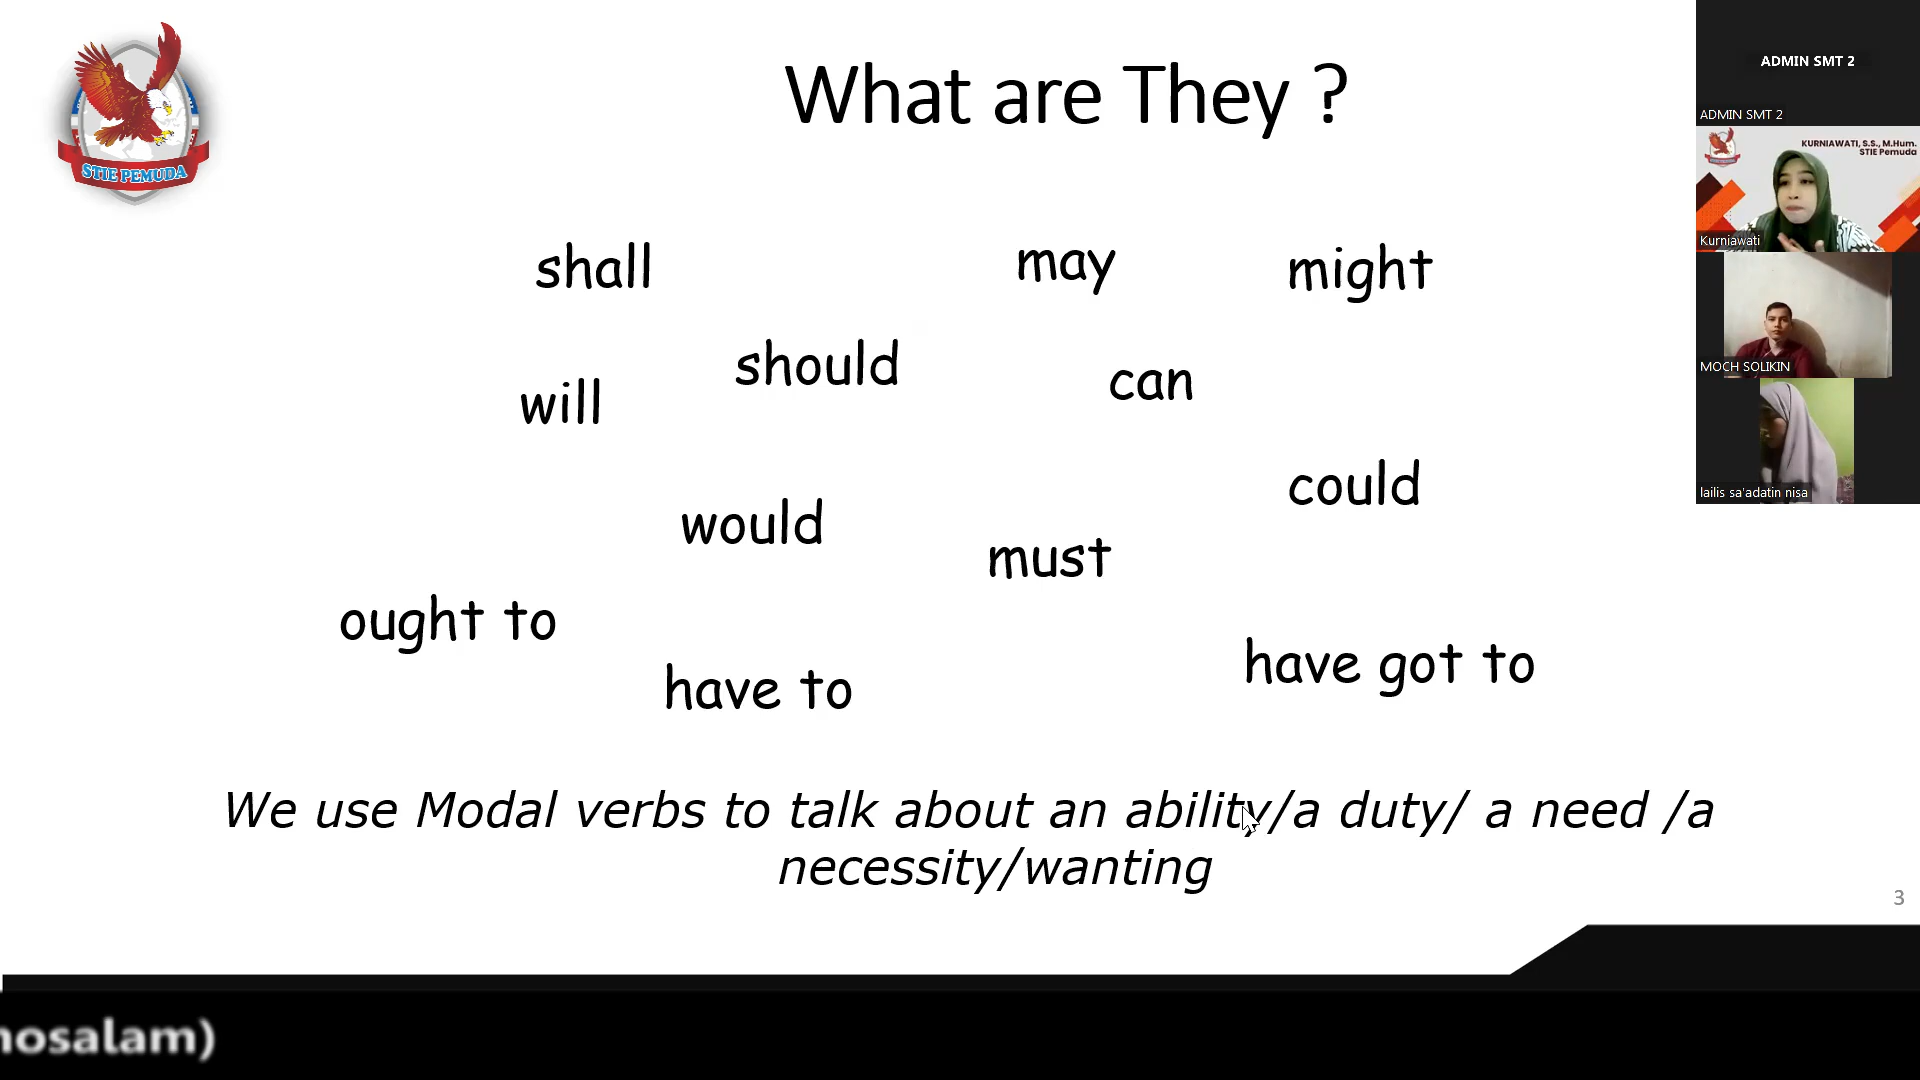 What are They ?
STIE PEMUDA
shall
may
might
should
can
will
could
would
must
ought to
have to
have got to
We use Modal verbs to talk about an ability/a duty/ a need /a
necessity/wanting
3
nosalam)
ADMIN SMT 2
ADMIN SMT 2
KURNIAWATI, S.S., M.Hum.
STIE Pemuda
Kurniawati
MOCH SOLIKIN
lailis sa'adatin nisa